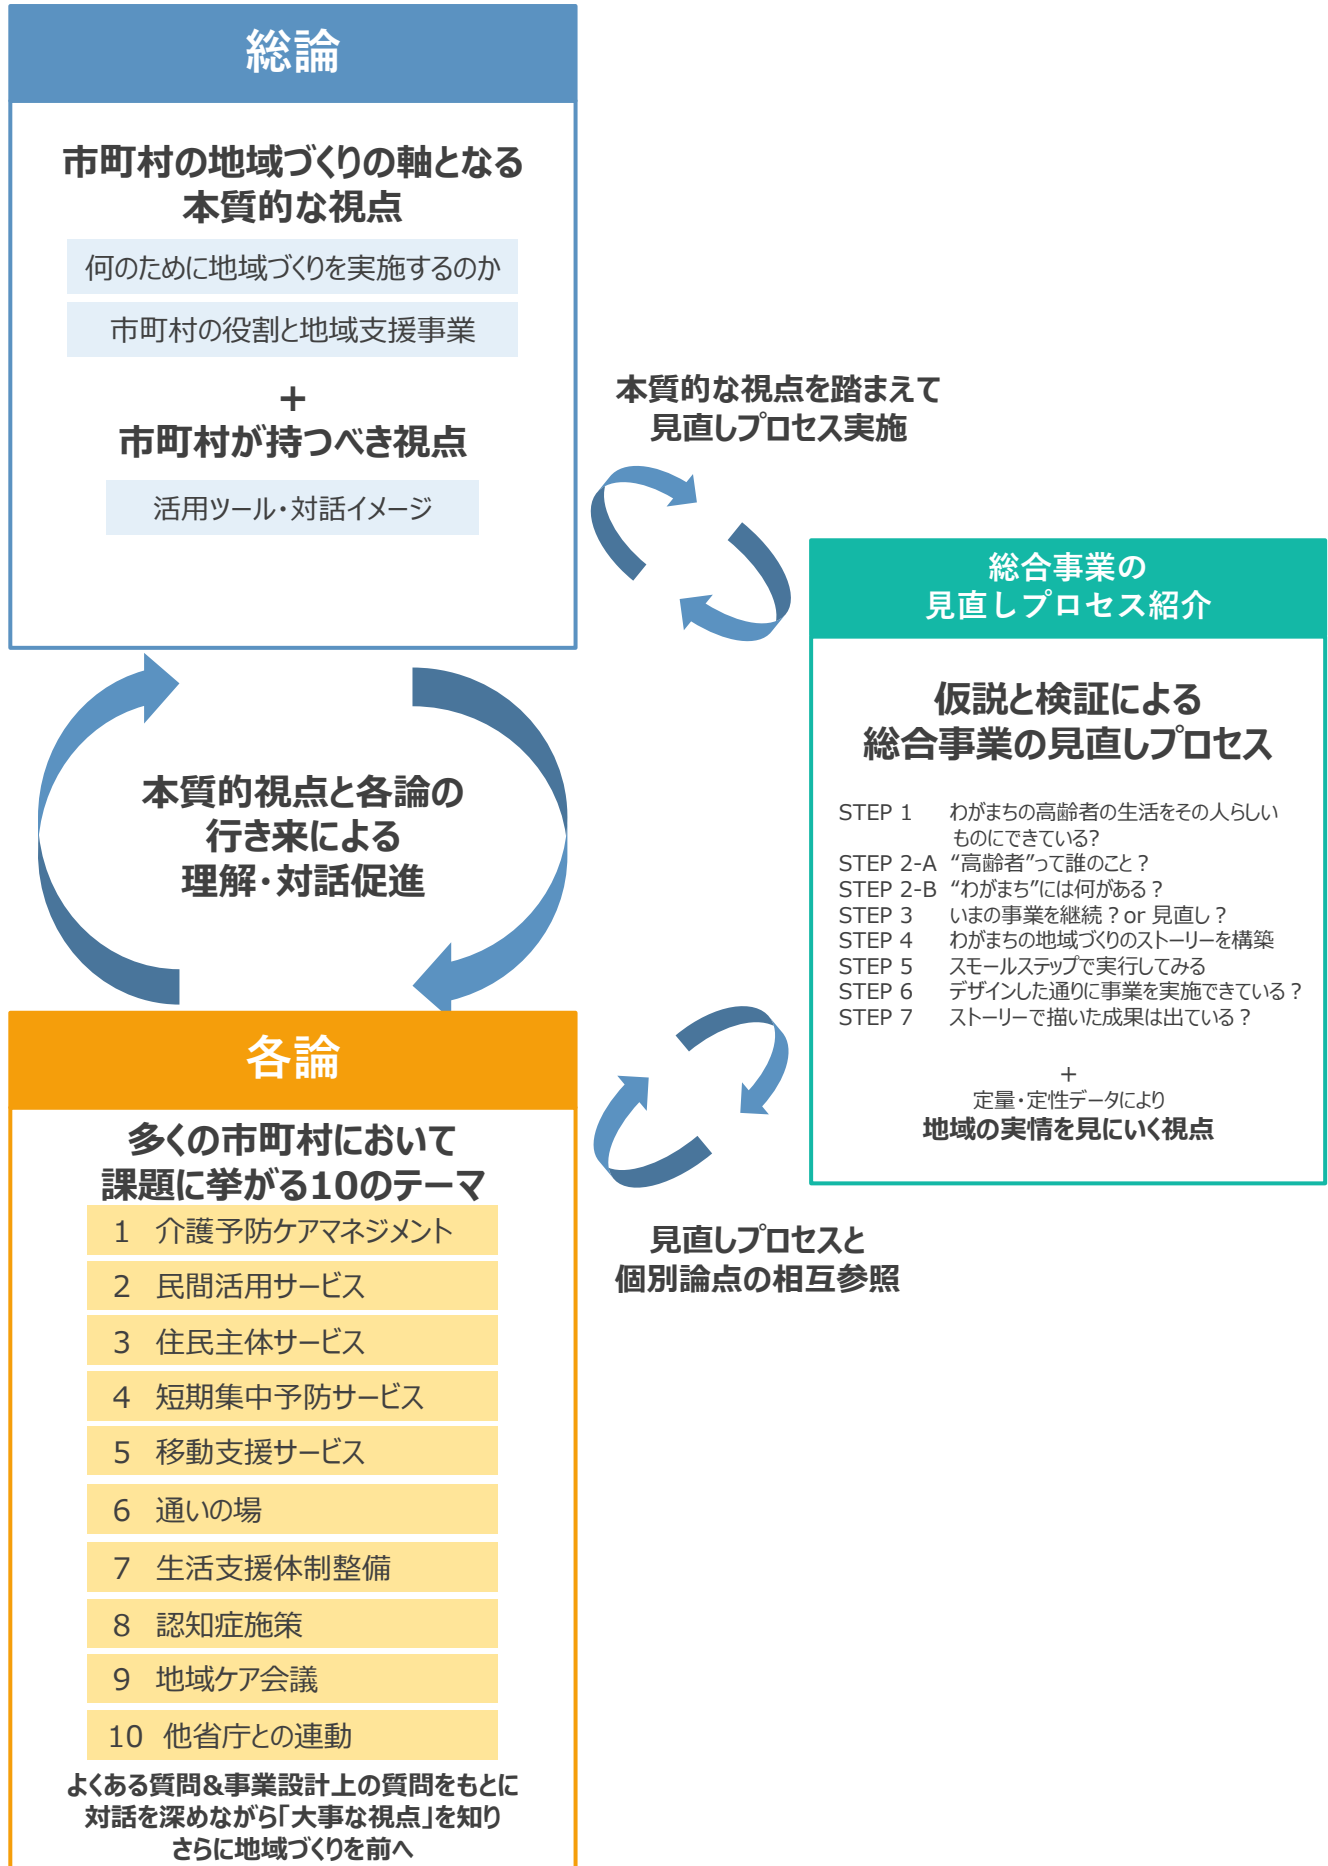 総論
市町村の地域づくりの軸となる
本質的な視点
何のために地域づくりを実施するのか
市町村の役割と地域支援事業
+
市町村が持つべき視点
活用ツール・対話イメージ
本質的な視点を踏まえて
見直しプロセス実施
総合事業の
見直しプロセス紹介
仮説と検証による
総合事業の見直しプロセス
STEP 1 わがまちの高齢者の生活をその人らしい
ものにできている?
STEP 2-A “高齢者”って誰のこと？
STEP 2-B “わがまち”には何がある？
STEP 3 いまの事業を継続？or 見直し？
STEP 4 わがまちの地域づくりのストーリーを構築
STEP 5 スモールステップで実行してみる
STEP 6 デザインした通りに事業を実施できている？
STEP 7 ストーリーで描いた成果は出ている？
+
定量・定性データにより
地域の実情を見にいく視点
本質的視点と各論の
行き来による
理解・対話促進
各論
多くの市町村において
課題に挙がる10のテーマ
1 介護予防ケアマネジメント
2 民間活用サービス
3 住民主体サービス
4 短期集中予防サービス
5 移動支援サービス
6 通いの場
7 生活支援体制整備
8 認知症施策
9 地域ケア会議
10 他省庁との連動
よくある質問&事業設計上の質問をもとに
対話を深めながら「大事な視点」を知り
さらに地域づくりを前へ
見直しプロセスと
個別論点の相互参照